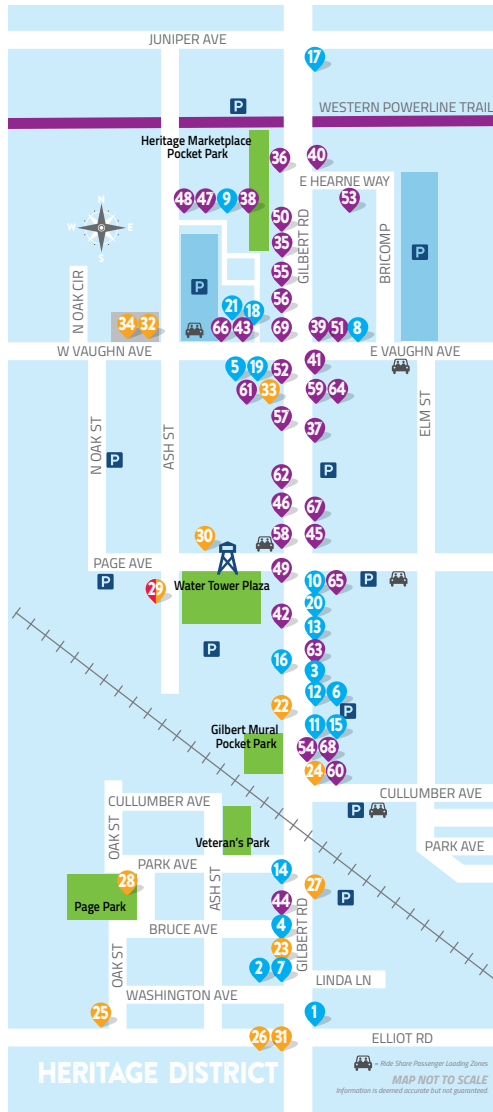 JUNIPER AVE
17
P
WESTERN POWERLINE TRAIL
Heritage Marketplace
Pocket Park
36
40
E HEARNE WAY
48
47
9
38
53
N
W
E
S
50
GILBERT RD
BRICOMP
35
P
55
N OAK CIR
P
56
21
18
34
32
66
43
69
39
51
8
W VAUGHN AVE
E VAUGHN AVE
5
19
52
41
61
33
59
64
ELM ST
57
37
N OAK ST
ASH ST
P
62
P
46
67
30
58
45
PAGE AVE
49
P
29
Water Tower Plaza
10
65
P
20
42
13
P
63
16
3
12
6
22
P
Gilbert Mural
Pocket Park
11
15
54
68
24
60
CULLUMBER AVE
CULLUMBER AVE
P
OAK ST
Veteran's Park
PARK AVE
PARK AVE
28
ASH ST
14
27
P
Page Park
44
GILBERT RD
BRUCE AVE
4
23
OAK ST
2
7
LINDA LN
WASHINGTON AVE
25
1
26
31
ELLIOT RD
HERITAGE DISTRICT
= Ride Share Passenger Loading Zones
MAP NOT TO SCALE
Information is deemed accurate but not guaranteed.